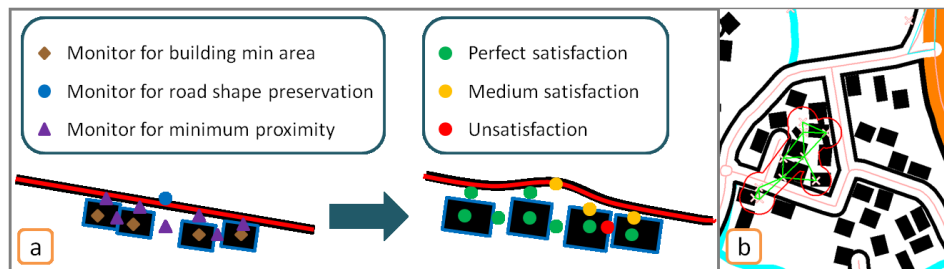 Monitor for building min area
Monitor for road shape preservation
Monitor for minimum proximity
Perfect satisfaction
Medium satisfaction
Unsatisfaction
a
b